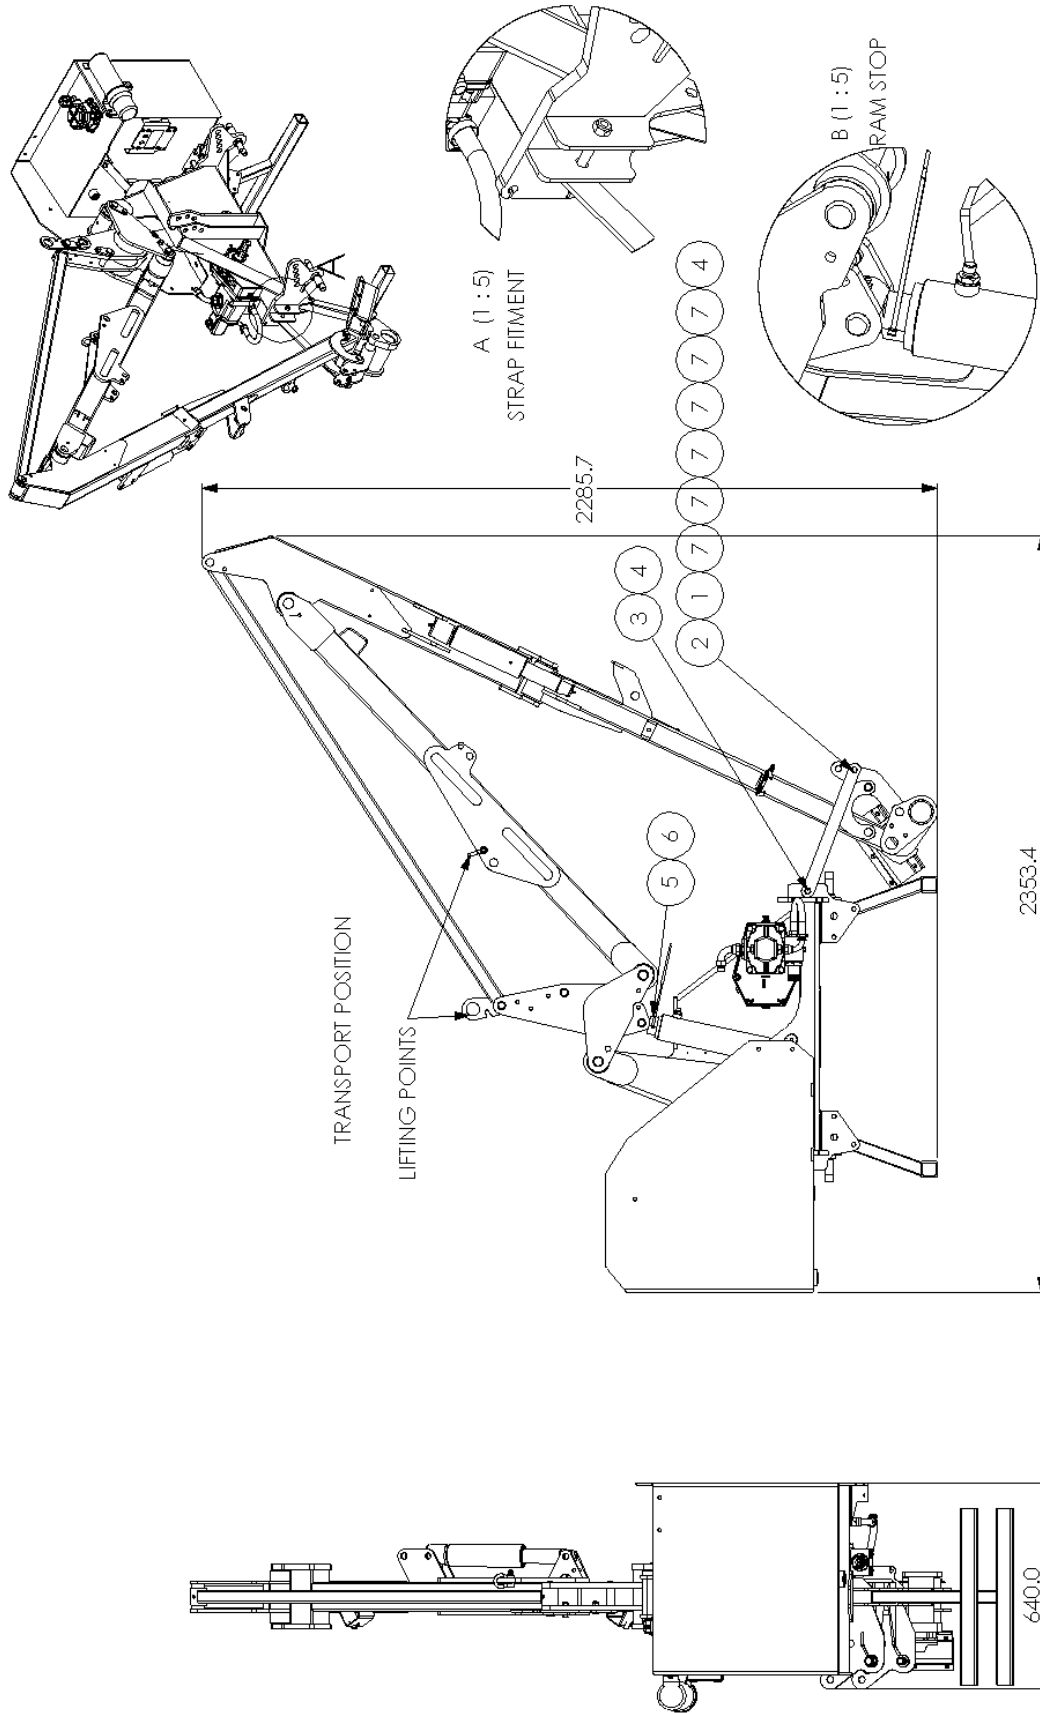 A
A (1 : 5)
STRAP FITMENT
B (1 : 5)
RAM STOP
2285.7
3 4
2 1 7 7 7 7 7 7 4
5 6
TRANSPORT POSITION
LIFTING POINTS
2353.4
640.0